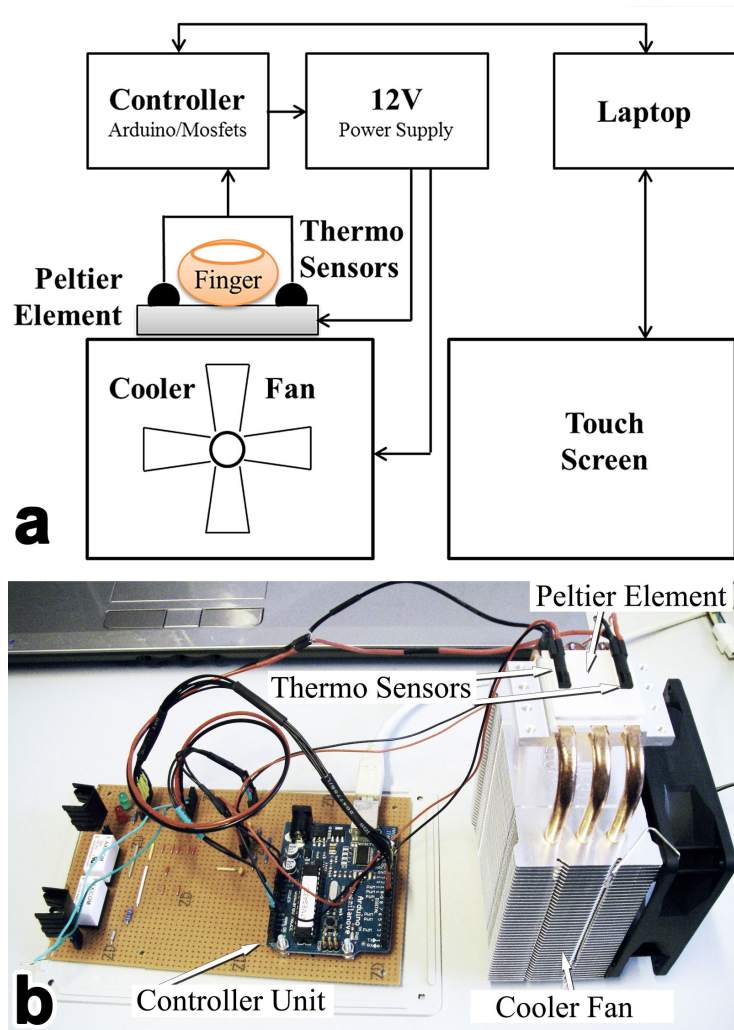 Controller
Arduino/Mosfets
12V
Power Supply
Laptop
Thermo
Sensors
Finger
Peltier
Element
Cooler
Fan
Touch
Screen
a
Peltier Element
Thermo Sensors
Arduino
Controller Unit
Cooler Fan
b